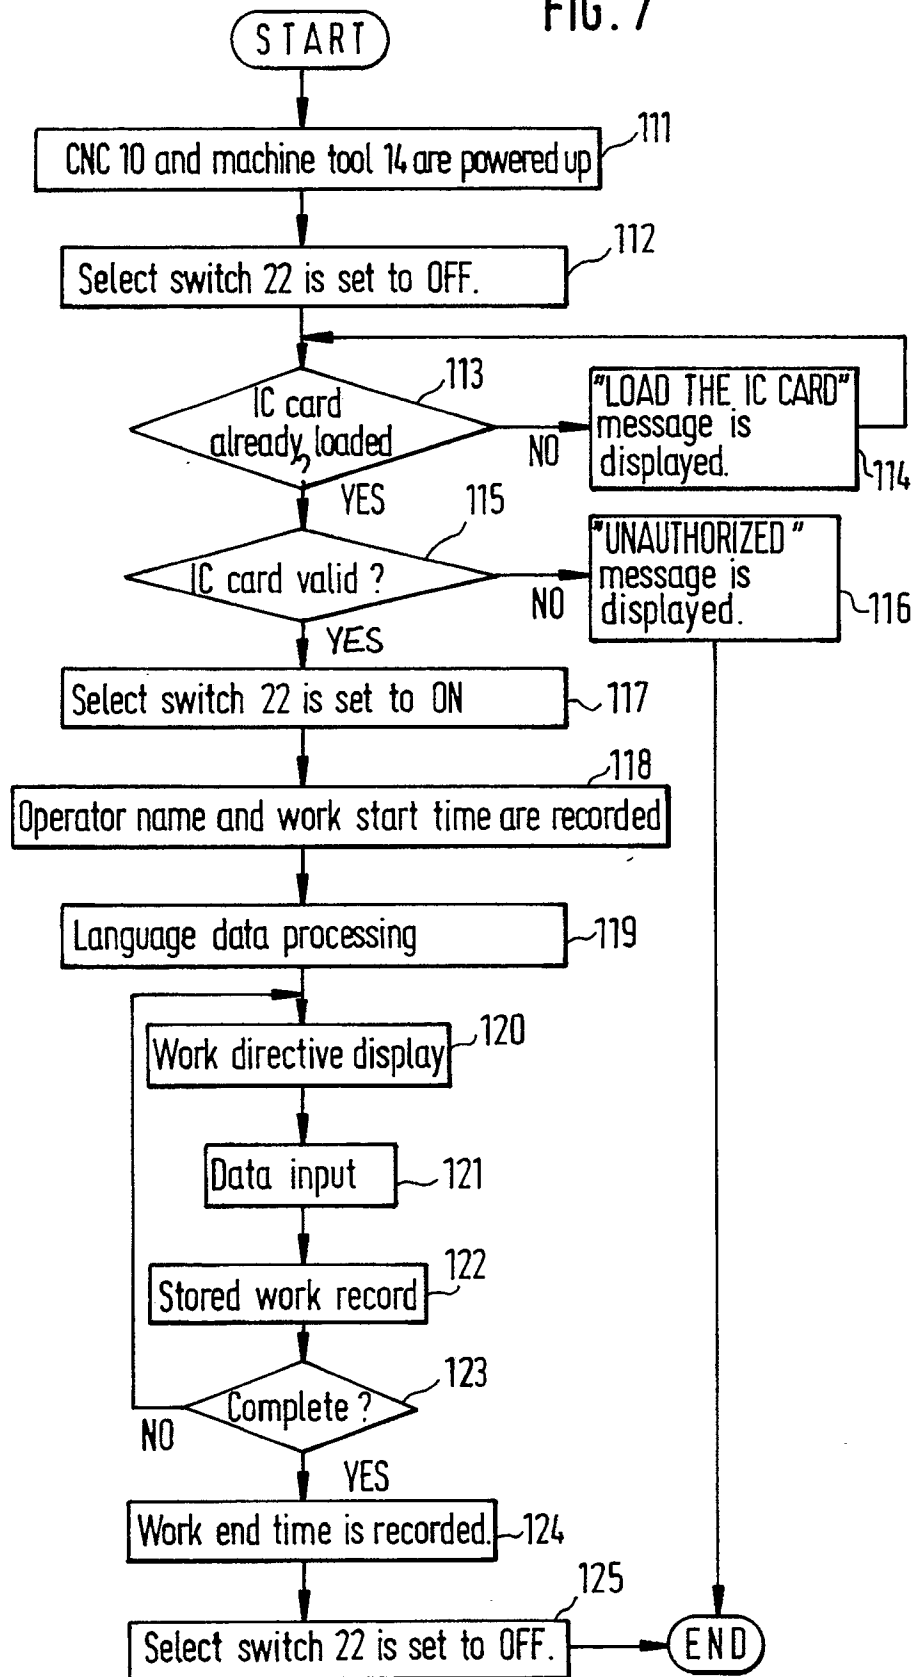 FIG. 7
START
CNC 10 and machine tool 14 are powered up
111
Select switch 22 is set to OFF.
112
IC card
already loaded
?
113
NO
"LOAD THE IC CARD"
message is
displayed.
114
YES
IC card valid ?
115
NO
"UNAUTHORIZED"
message is
displayed.
116
YES
Select switch 22 is set to ON
117
Operator name and work start time are recorded
118
Language data processing
119
Work directive display
120
Data input
121
Stored work record
122
Complete ?
123
NO
YES
Work end time is recorded.
124
Select switch 22 is set to OFF.
125
END